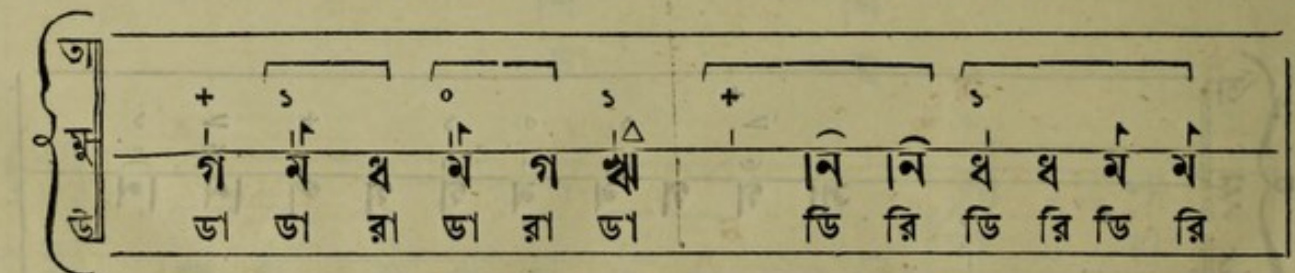 + ১ ০ ১ + ১
গ ম ধ ম গ ঋ নি নি ধ ধ ম ম
ডা ডা রা ডা রা ডা ডি রি ডি রি ডি রি